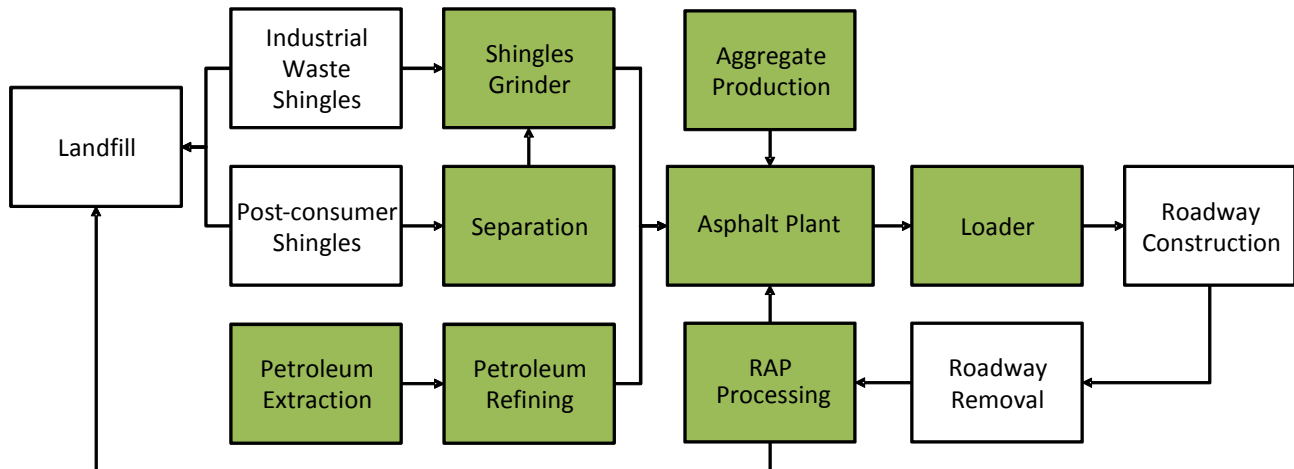 Industrial
Waste
Shingles
Shingles
Grinder
Aggregate
Production
Landfill
Post-consumer
Shingles
Separation
Asphalt Plant
Loader
Roadway
Construction
Petroleum
Extraction
Petroleum
Refining
RAP
Processing
Roadway
Removal